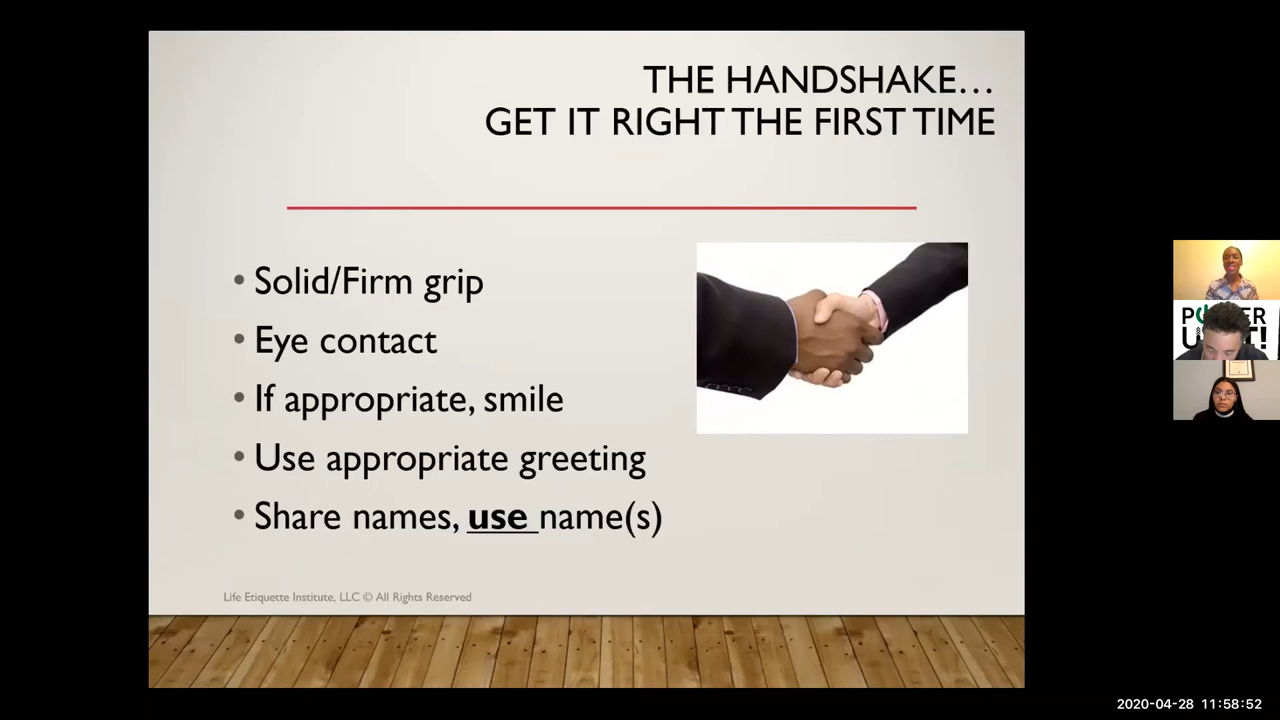 THE HANDSHAKE…
GET IT RIGHT THE FIRST TIME
• Solid/Firm grip
• Eye contact
• If appropriate, smile
• Use appropriate greeting
• Share names, use name(s)
Life Etiquette Institute, LLC © All Rights Reserved
2020-04-28 11:58:52